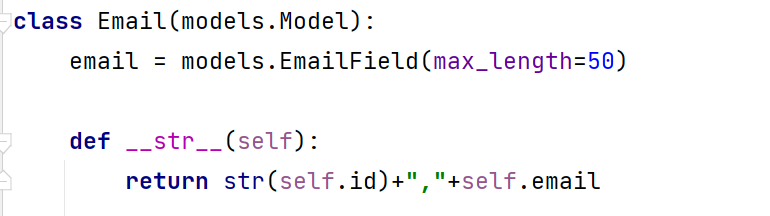 class Email(models.Model):
    email = models.EmailField(max_length=50)
    def __str__(self):
        return str(self.id)+","+self.email